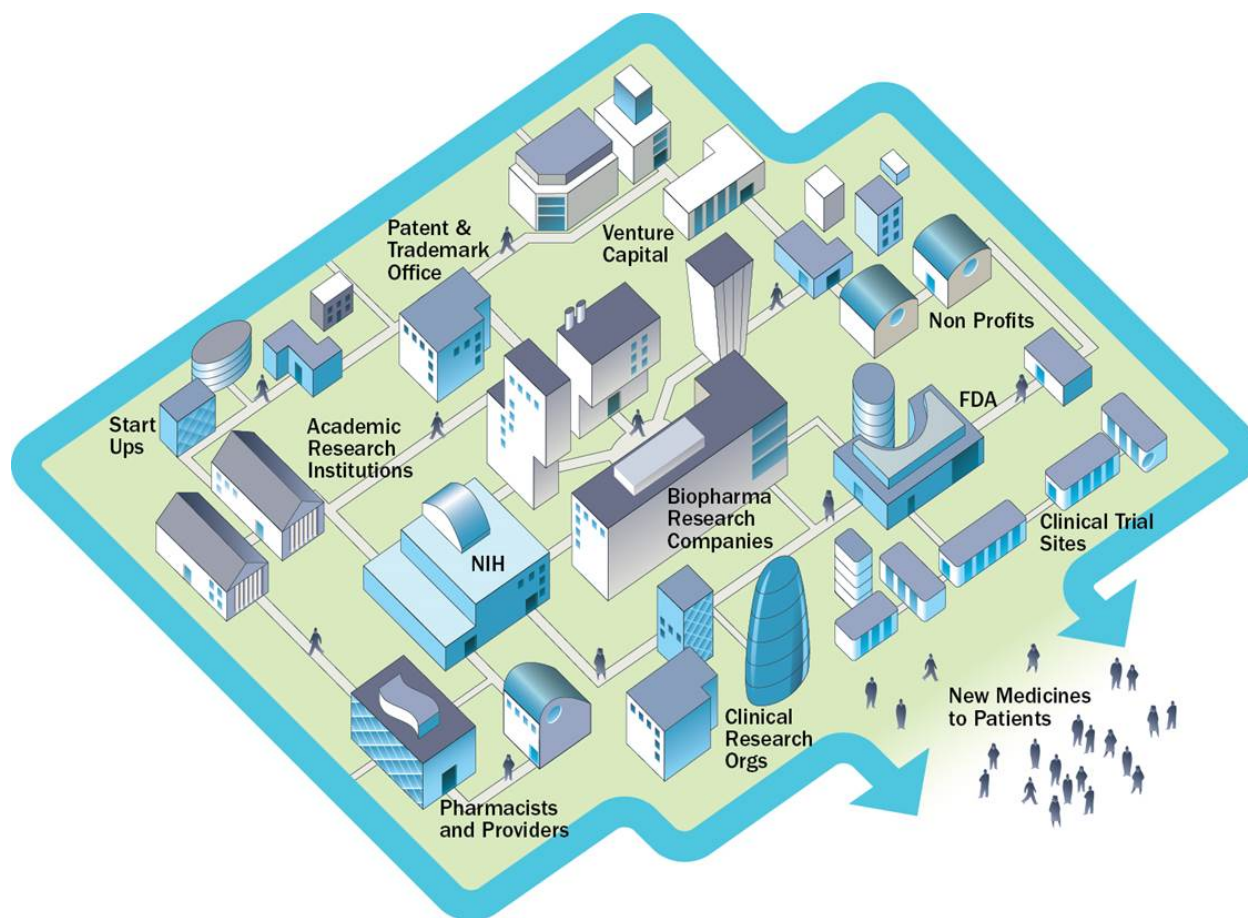 Patent &
Trademark
Office
Venture
Capital
Non Profits
Start
Ups
Academic
Research
Institutions
FDA
Biopharma
Research
Companies
NIH
Clinical Trial
Sites
New Medicines
to Patients
Clinical
Research
Orgs
Pharmacists
and Providers